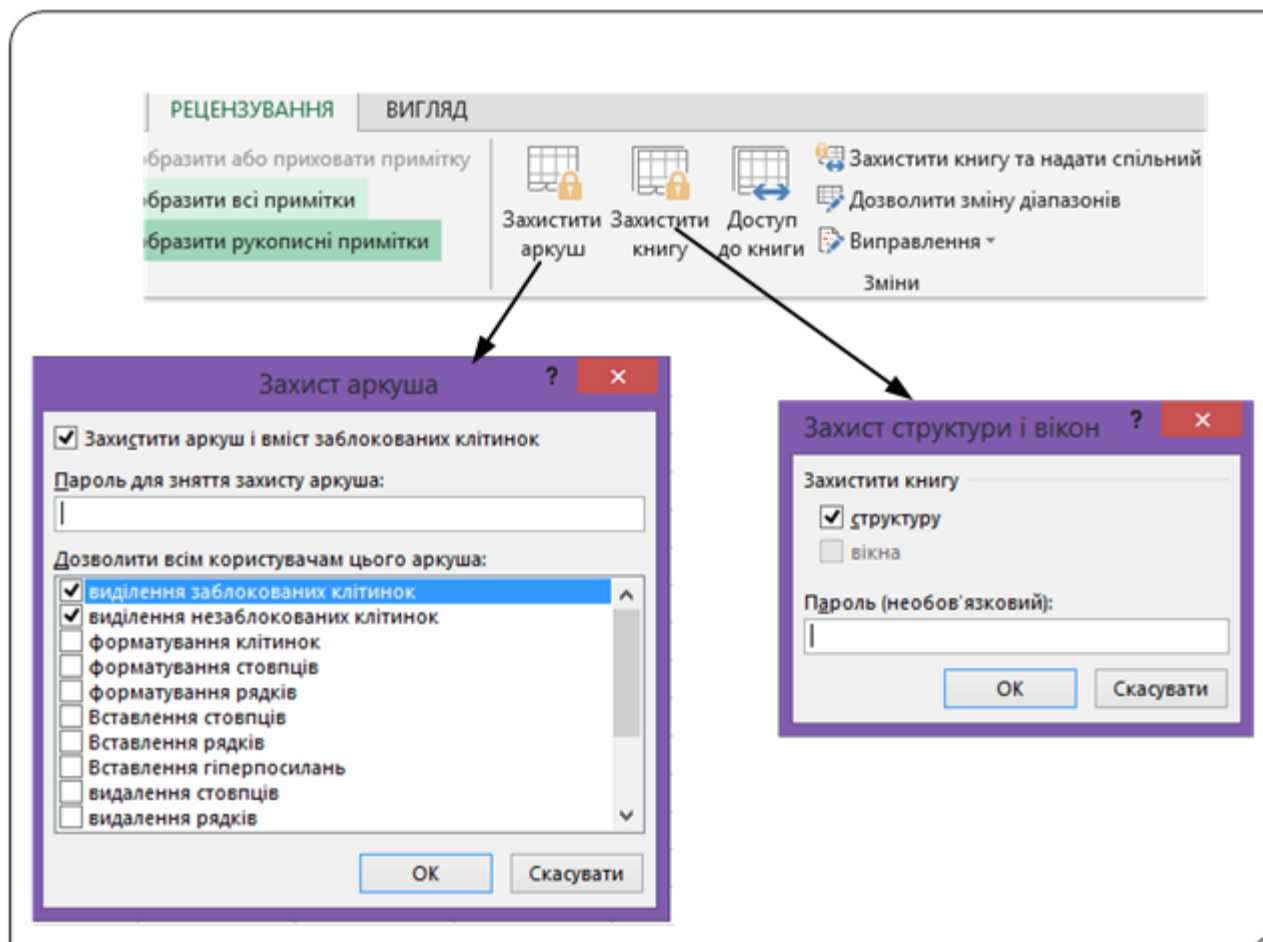 РЕЦЕНЗУВАННЯ ВИГЛЯД
образити або приховати примітку
образити всі примітки
образити рукописні примітки
Захистити аркуш
Захистити книгу
Доступ до книги
Захистити книгу та надати спільний
Дозволити зміну діапазонів
Виправлення
Зміни
Захист аркуша ? ×
Захистити аркуш і вміст заблокованих клітинок
Пароль для зняття захисту аркуша:
Дозволити всім користувачам цього аркуша:
виділення заблокованих клітинок
виділення незаблокованих клітинок
форматування клітинок
форматування стовпців
форматування рядків
Вставлення стовпців
Вставлення рядків
Вставлення гіперпосилань
видалення стовпців
видалення рядків
ОК Скасувати
Захист структури і вікон ? ×
Захистити книгу
структуру
вікна
Пароль (необов'язковий):
ОК Скасувати